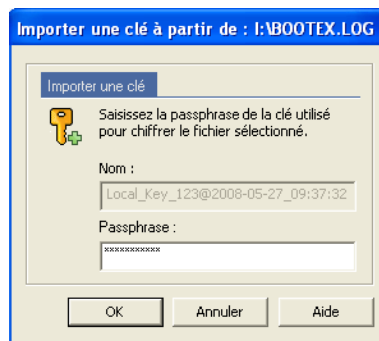 Importer une clé à partir de : I:\BOOTEX.LOG
Importer une clé
Saisissez la passphrase de la clé utilisé
pour chiffrer le fichier sélectionné.
Nom :
Local_Key_123@2008-05-27_09:37:32
Passphrase :
xxxxxxxxxxx
OK Annuler Aide